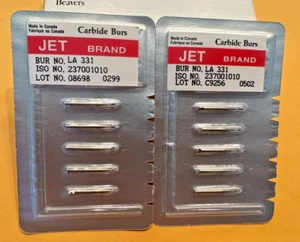 Beavers
Made in Canada
Fabrique au Canada
Carbide Burs
JET BRAND
BUR NO. LA 331
ISO NO. 237001010
LOT NO. 08698 0299
Made in Canada
Fabrique au Canada
Carbide Burs
JET BRAND
BUR NO. LA 331
ISO NO. 237001010
LOT NO. C9256 0502